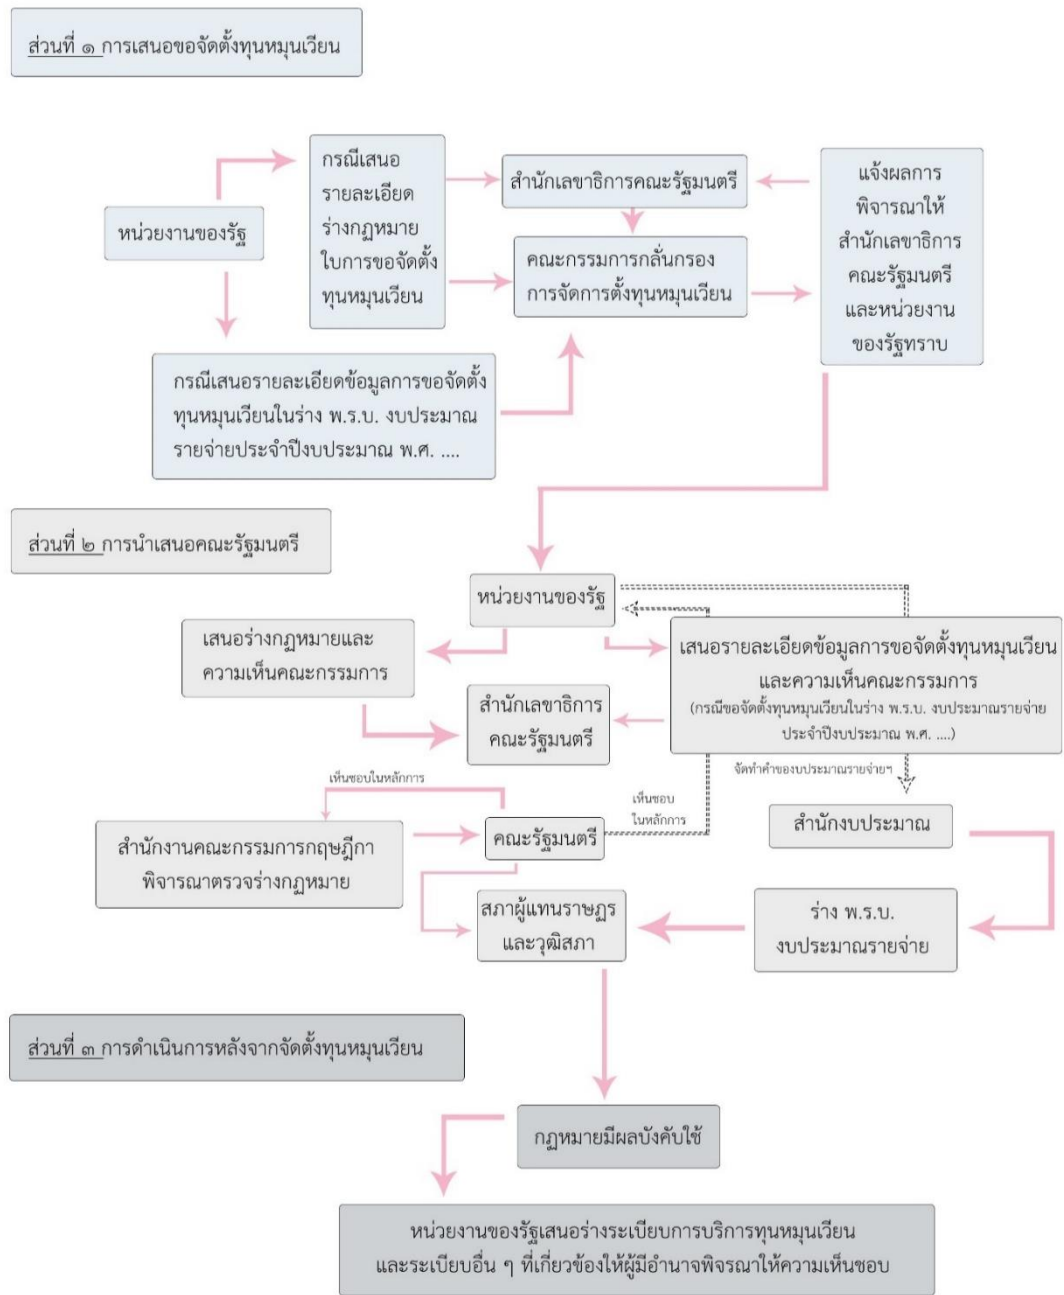 ส่วนที่ ๑ การเสนอขอจัดตั้งทุนหมุนเวียน
หน่วยงานของรัฐ
กรณีเสนอ
รายละเอียด
ร่างกฎหมาย
ใบการขอจัดตั้ง
ทุนหมุนเวียน
สำนักเลขาธิการคณะรัฐมนตรี
คณะกรรมการกลั่นกรอง
การจัดการตั้งทุนหมุนเวียน
แจ้งผลการ
พิจารณาให้
สำนักเลขาธิการ
คณะรัฐมนตรี
และหน่วยงาน
ของรัฐทราบ
กรณีเสนอรายละเอียดข้อมูลการขอจัดตั้ง
ทุนหมุนเวียนในร่าง พ.ร.บ. งบประมาณ
รายจ่ายประจำปีงบประมาณ พ.ศ. ....
ส่วนที่ ๒ การนำเสนอคณะรัฐมนตรี
หน่วยงานของรัฐ
เสนอร่างกฎหมายและ
ความเห็นคณะกรรมการ
เสนอรายละเอียดข้อมูลการขอจัดตั้งทุนหมุนเวียน
และความเห็นคณะกรรมการ
(กรณีขอจัดตั้งทุนหมุนเวียนในร่าง พ.ร.บ. งบประมาณรายจ่าย
ประจำปีงบประมาณ พ.ศ. ....)
สำนักเลขาธิการ
คณะรัฐมนตรี
จัดทำคำของบประมาณรายจ่ายฯ
เห็นชอบในหลักการ
เห็นชอบ
ในหลักการ
สำนักงบประมาณ
สำนักงานคณะกรรมการกฤษฎีกา
พิจารณาตรวจร่างกฎหมาย
คณะรัฐมนตรี
สภาผู้แทนราษฎร
และวุฒิสภา
ร่าง พ.ร.บ.
งบประมาณรายจ่าย
ส่วนที่ ๓ การดำเนินการหลังจากจัดตั้งทุนหมุนเวียน
กฎหมายมีผลบังคับใช้
หน่วยงานของรัฐเสนอร่างระเบียบการบริการทุนหมุนเวียน
และระเบียบอื่น ๆ ที่เกี่ยวข้องให้ผู้มีอำนาจพิจรณาให้ความเห็นชอบ